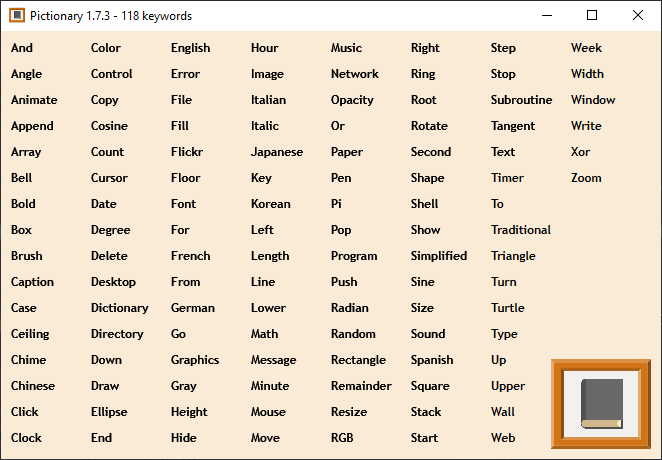 Pictionary 1.7.3 - 118 keywords
And Color English Hour Music Right Step Week
Angle Control Error Image Network Ring Stop Width
Animate Copy File Italian Opacity Root Subroutine Window
Append Cosine Fill Italic Or Rotate Tangent Write
Array Count Flickr Japanese Paper Second Text Xor
Bell Cursor Floor Key Pen Shape Timer Zoom
Bold Date Font Korean Pi Shell To
Box Degree For Left Pop Show Traditional
Brush Delete French Length Program Simplified Triangle
Caption Desktop From Line Push Sine Turn
Case Dictionary German Lower Radian Size Turtle
Ceiling Directory Go Math Random Sound Type
Chime Down Graphics Message Rectangle Spanish Up
Chinese Draw Gray Minute Remainder Square Upper
Click Ellipse Height Mouse Resize Stack Wall
Clock End Hide Move RGB Start Web